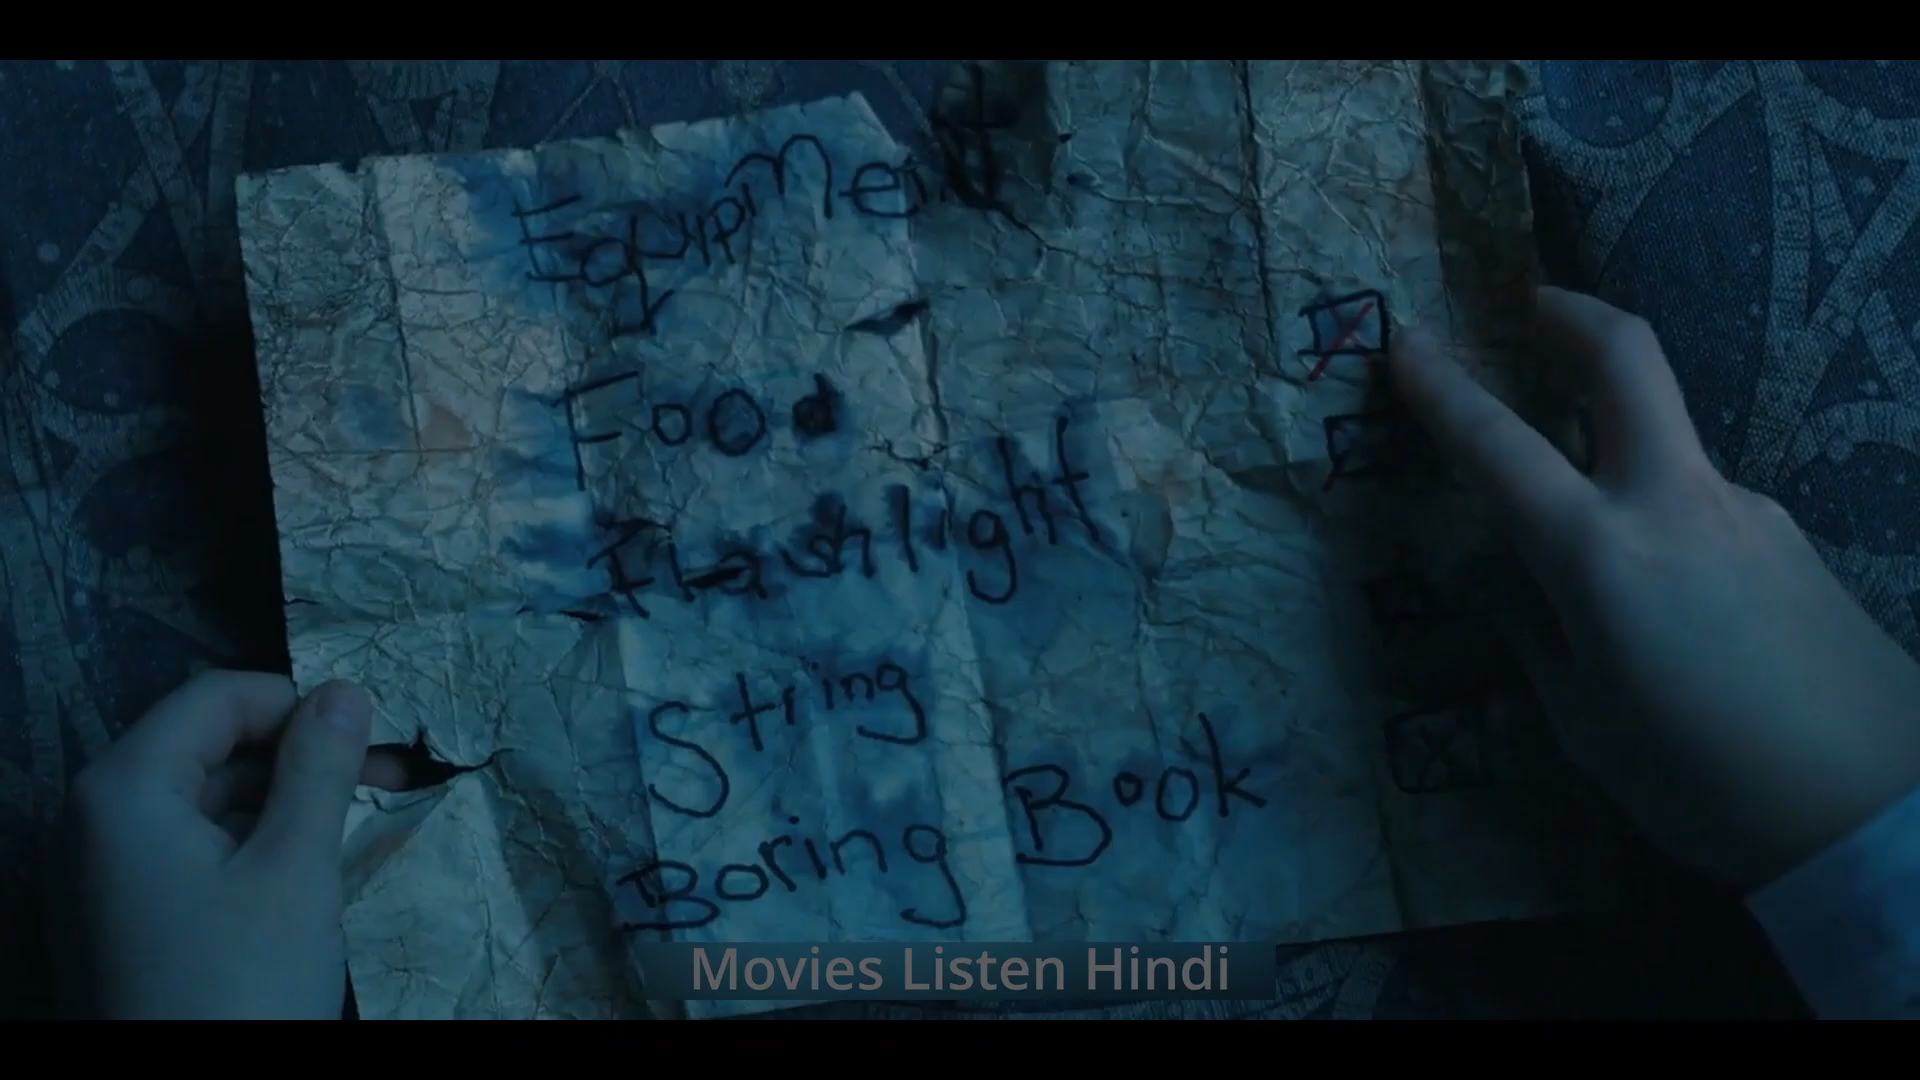 Equipment
Food
Flashlight
String
Boring Book
Movies Listen Hindi